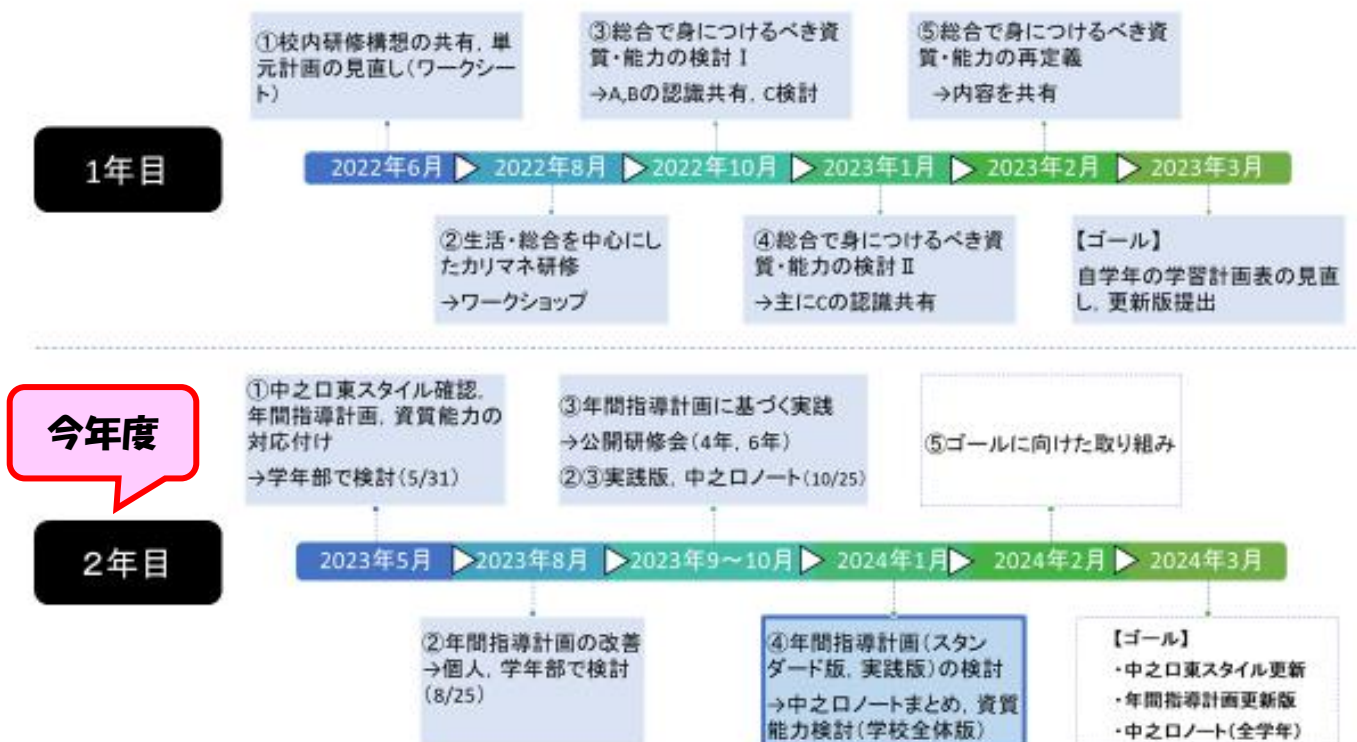 ①校内研修構想の共有，単
元計画の見直し（ワークシー
ト）
③総合で身につけるべき資
質・能力の検討Ⅰ
→A,Bの認識共有，C検討
⑤総合で身につけるべき資
質・能力の再定義
→内容を共有
1年目
2022年6月
2022年8月
2022年10月
2023年1月
2023年2月
2023年3月
②生活・総合を中心にし
たカリマネ研修
→ワークショップ
④総合で身につけるべき資
質・能力の検討Ⅱ
→主にCの認識共有
【ゴール】
自学年の学習計画表の見直
し，更新版提出
今年度
①中之口東スタイル確認，
年間指導計画，資質能力の
対応付け
→学年部で検討（5/31）
③年間指導計画に基づく実践
→公開研修会（4年，6年）
②③実践版，中之口ノート（10/25）
⑤ゴールに向けた取り組み
２年目
2023年5月
2023年8月
2023年9～10月
2024年1月
2024年2月
2024年3月
②年間指導計画の改善
→個人，学年部で検討
（8/25）
④年間指導計画（スタン
ダード版，実践版）の検討
→中之口ノートまとめ，資質
能力検討（学校全体版）
【ゴール】
・中之口東スタイル更新
・年間指導計画更新版
・中之口ノート（全学年）